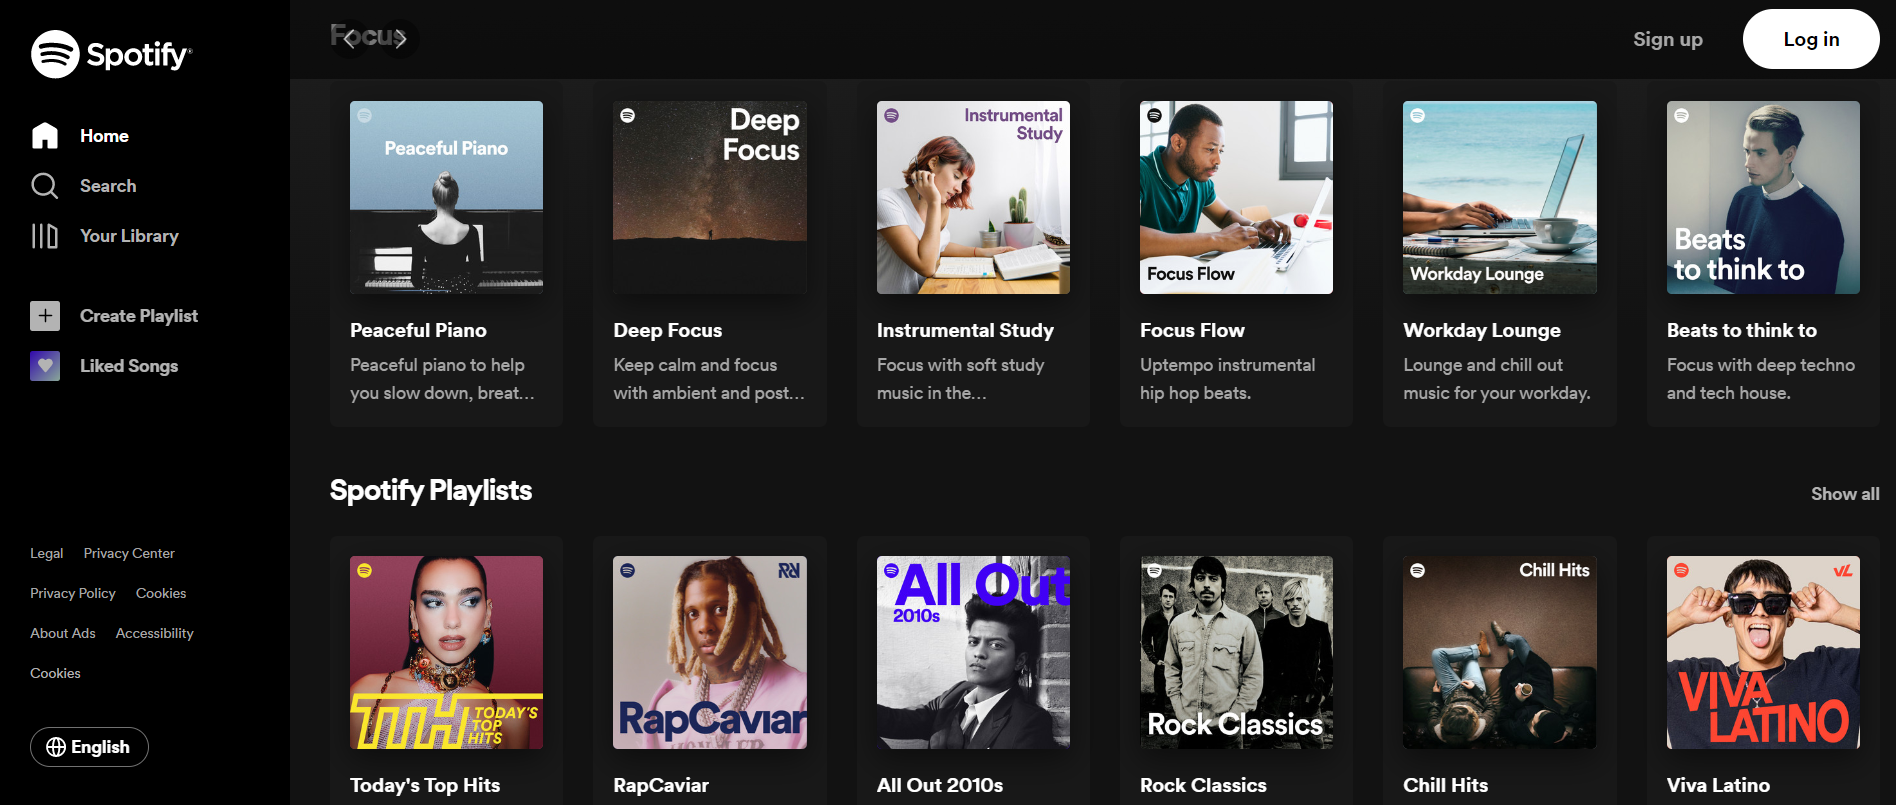 Spotify
Home
Search
Your Library
Create Playlist
Liked Songs
Legal Privacy Center
Privacy Policy Cookies
About Ads Accessibility
Cookies
English
Focus
Sign up
Log in
Peaceful Piano
Deep
Focus
Instrumental
Study
Focus Flow
Workday Lounge
Beats
to think to
Peaceful Piano
Peaceful piano to help
you slow down, breat...
Deep Focus
Keep calm and focus
with ambient and post...
Instrumental Study
Focus with soft study
music in the...
Focus Flow
Uptempo instrumental
hip hop beats.
Workday Lounge
Lounge and chill out
music for your workday.
Beats to think to
Focus with deep techno
and tech house.
Spotify Playlists
Show all
TTH TODAY'S
TOP
HITS
RapCaviar
All Out
2010s
Rock Classics
Chill Hits
VL
VIVA
LATINO
Today's Top Hits
RapCaviar
All Out 2010s
Rock Classics
Chill Hits
Viva Latino